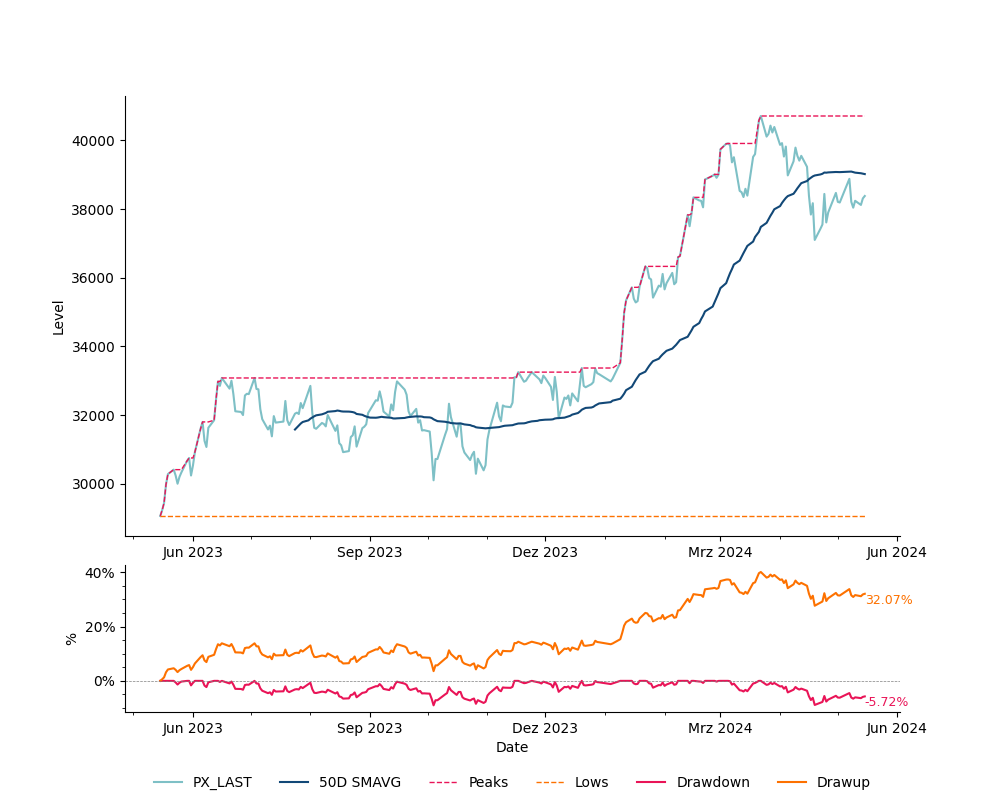 40000
38000
36000
34000
32000
30000
Level
Jun 2023 Sep 2023 Dez 2023 Mrz 2024 Jun 2024
40%
20%
0%
%
32.07%
-5.72%
Jun 2023 Sep 2023 Dez 2023 Mrz 2024 Jun 2024
Date
PX_LAST 50D SMAVG Peaks Lows Drawdown Drawup